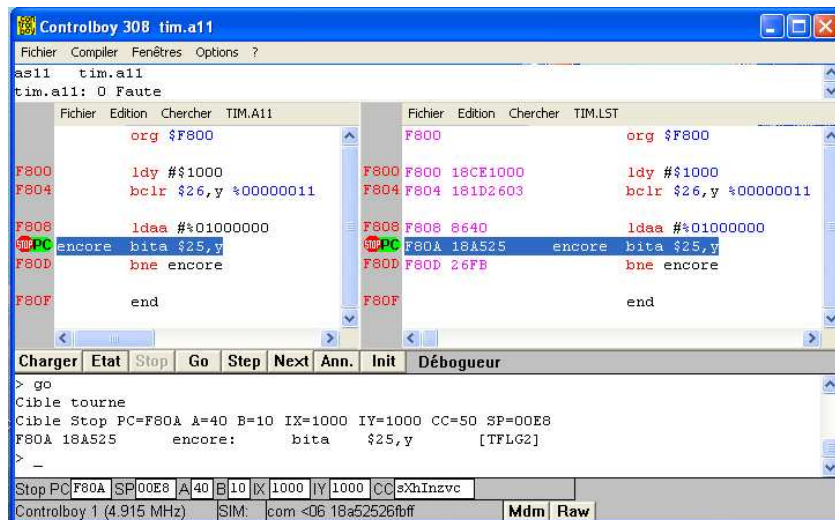 Controlboy 308 tim.a11
Fichier Compiler Fenêtres Options ?
as11 tim.a11
tim.a11: 0 Faute
Fichier Edition Chercher TIM.A11
org $F800
F800 ldy #$1000
F804 bclr $26,y %00000011
F808 ldaa #%01000000
STOP PC encore bita $25,y
F80D bne encore
F80F end
Fichier Edition Chercher TIM.LST
F800 org $F800
F800 F800 18CE1000 ldy #$1000
F804 F804 181D2603 bclr $26,y %00000011
F808 F808 8640 ldaa #%01000000
STOP PC F80A 18A525 encore bita $25,y
F80D F80D 26FB bne encore
F80F end
Charger Etat Stop Go Step Next Ann. Init Débogueur
> go
Cible tourne
Cible Stop PC=F80A A=40 B=10 IX=1000 IY=1000 CC=50 SP=00E8
F80A 18A525 encore: bita $25,y [TFLG2]
> _
Stop PC F80A SP 00E8 A 40 B 10 IX 1000 IY 1000 CC sXhInzvc
Controlboy 1 (4.915 MHz) SIM: com <06 18a52526fbff Mdm Raw